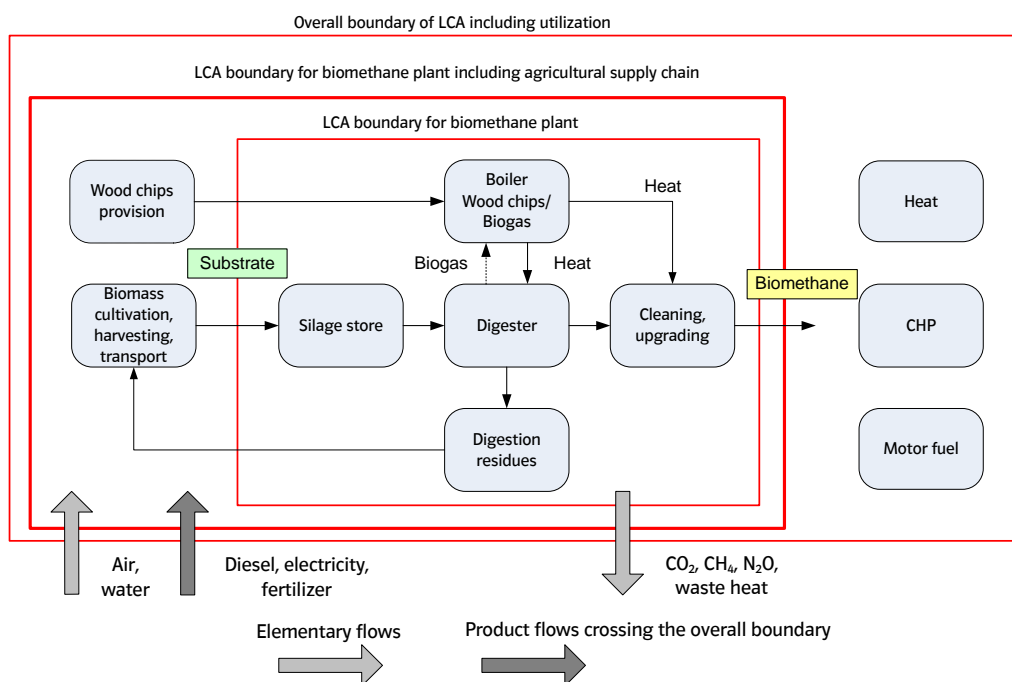 Overall boundary of LCA including utilization
LCA boundary for biomethane plant including agricultural supply chain
LCA boundary for biomethane plant
Wood chips
provision
Boiler
Wood chips/
Biogas
Heat
Heat
Substrate
Biogas
Heat
Biomethane
Biomass
cultivation,
harvesting,
transport
Silage store
Digester
Cleaning,
upgrading
CHP
Digestion
residues
Motor fuel
Air,
water
Diesel, electricity,
fertilizer
CO₂, CH₄, N₂O,
waste heat
Elementary flows
Product flows crossing the overall boundary